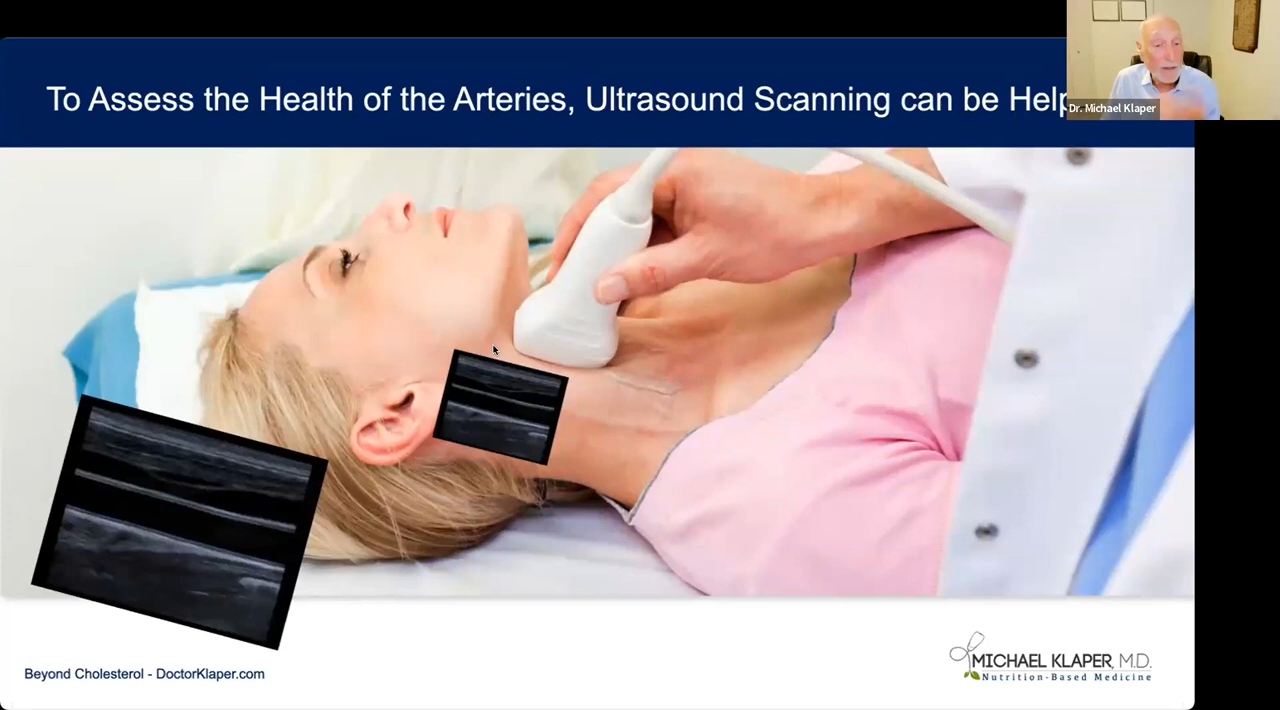 To Assess the Health of the Arteries, Ultrasound Scanning can be Help
Dr. Michael Klaper
Beyond Cholesterol - DoctorKlaper.com
MICHAEL KLAPER, M.D.
Nutrition-Based Medicine